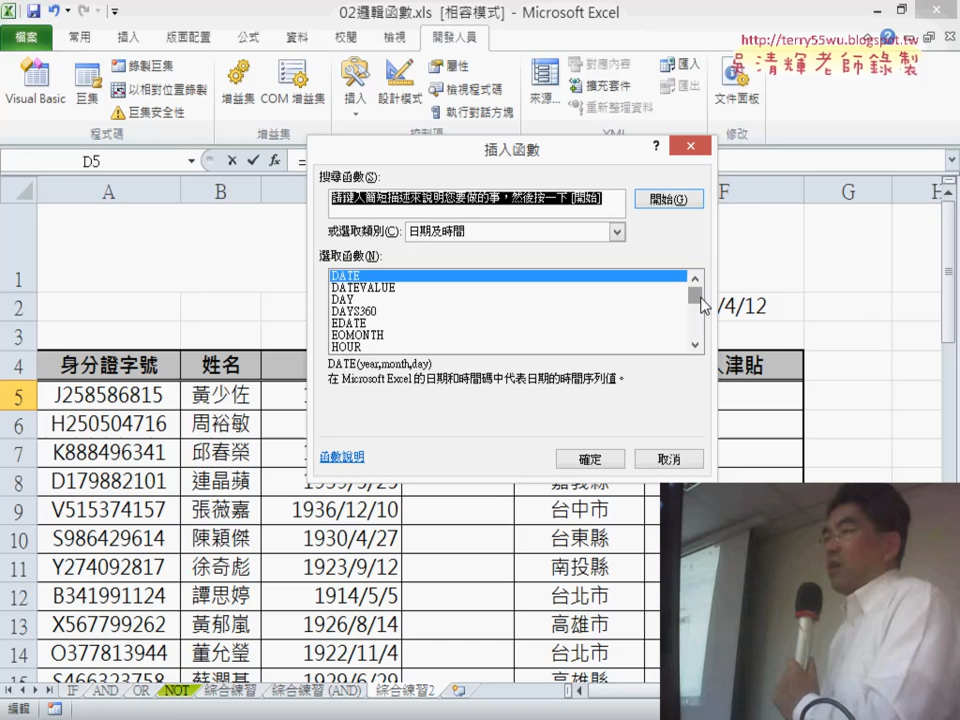 02邏輯函數.xls [相容模式] - Microsoft Excel
檔案 常用 插入 版面配置 公式 資料 校閱 檢視 開發人員
http://terry55wu.blogspot.tw
吳清輝老師錄製
Visual Basic 巨集 錄製巨集 以相對位置錄製 巨集安全性
增益集 COM 增益集
插入 設計模式 屬性 檢視程式碼 執行對話方塊
來源... 對應內容 擴充套件 重新整理資料 匯入 匯出
文件面板
程式碼 增益集 控制項 XML 修改
D5 fx =
A B F G H
插入函數
搜尋函數(S):
請鍵入簡短描述來說明您要做的事，然後按一下 [開始]
開始(G)
或選取類別(C): 日期及時間
選取函數(N):
DATE
DATEVALUE
DAY
DAYS360
EDATE
EOMONTH
HOUR
DATE(year,month,day)
在 Microsoft Excel 的日期和時間碼中代表日期的時間序列值。
函數說明 確定 取消
1
2 /4/12
3
4 身分證字號 姓名 津貼
5 J258586815 黃少佐
6 H250504716 周裕敏
7 K888496341 邱春榮
8 D179882101 連晶蘋 嘉義縣
9 V515374157 張薇嘉 1936/12/10 台中市
10 S986429614 陳穎傑 1930/4/27 台東縣
11 Y274092817 徐奇彪 1923/9/12 南投縣
12 B341991124 譚思婷 1914/5/5 台北市
13 X567799262 黃郁嵐 1926/8/14 高雄市
14 O377813944 董允瑩 1922/11/4 台北市
IF AND OR NOT 綜合練習 綜合練習 (AND) 綜合練習2
編輯